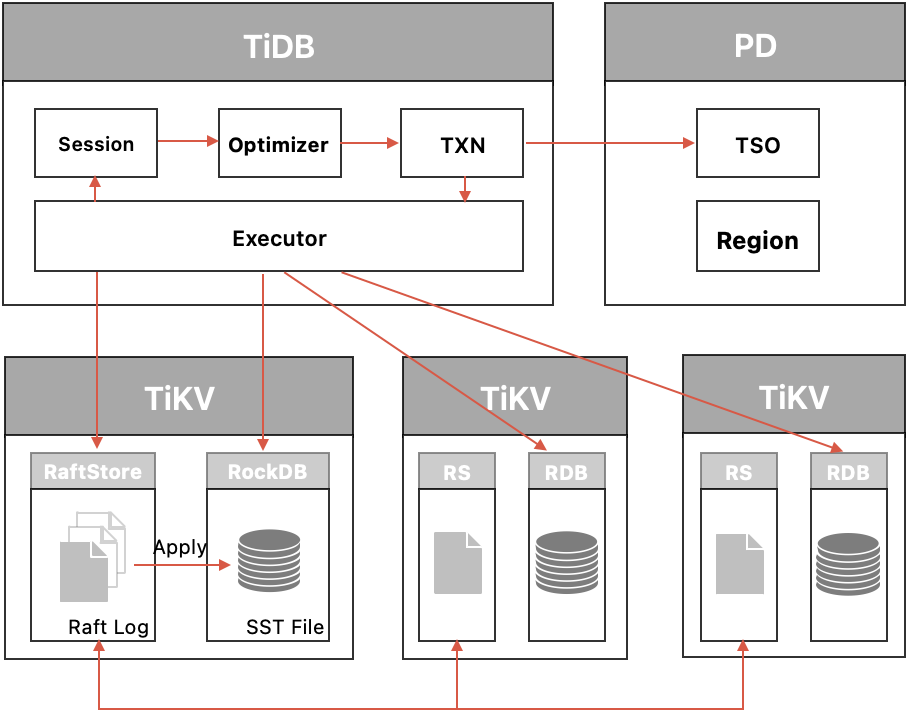 TiDB
PD
Session
Optimizer
TXN
TSO
Executor
Region
TiKV
TiKV
TiKV
RaftStore
RockDB
RS
RDB
RS
RDB
Apply
Raft Log
SST File